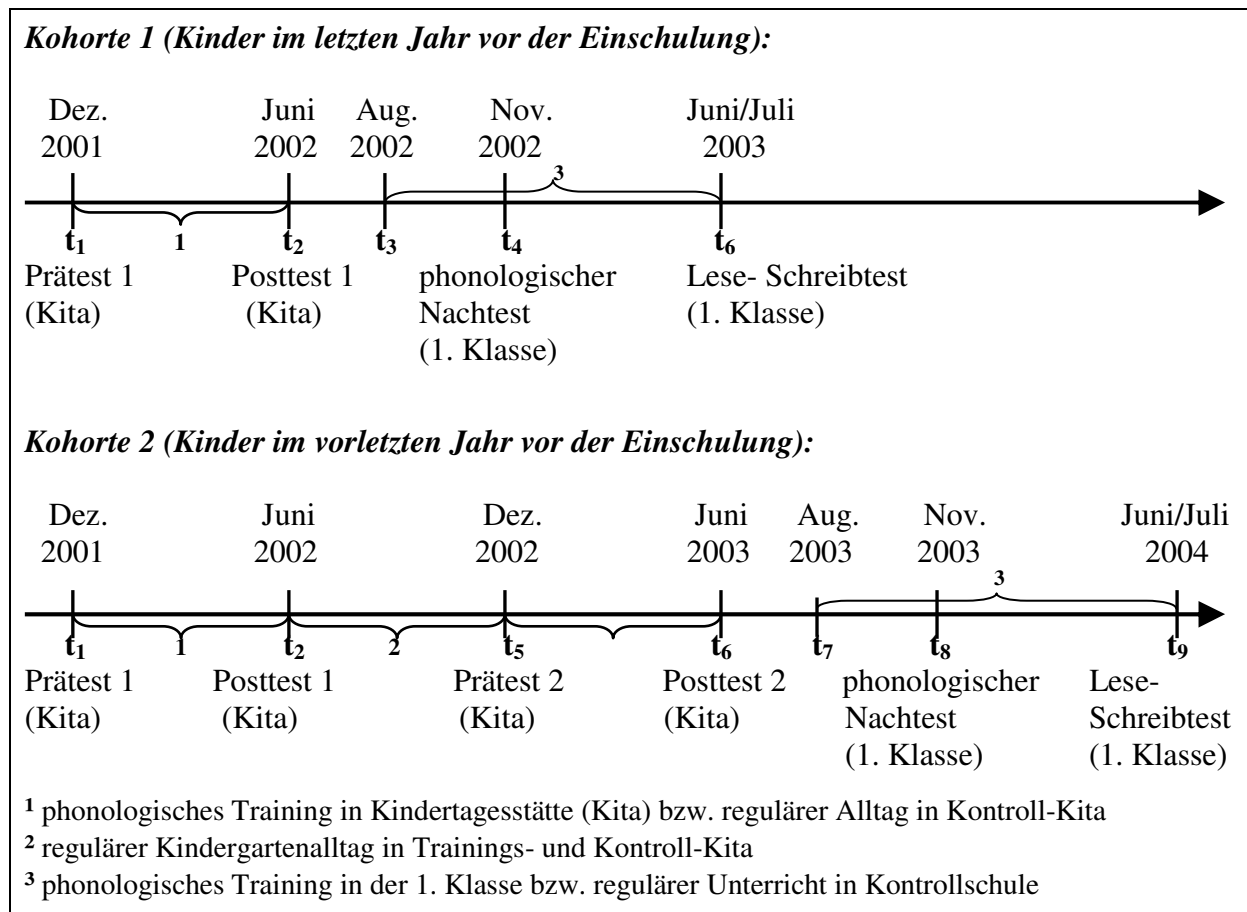 Kohorte 1 (Kinder im letzten Jahr vor der Einschulung):
Dez. Juni Aug. Nov. Juni/Juli
2001 2002 2002 2002 2003
3
t1 1 t2 t3 t4 t6
Prätest 1 Posttest 1 phonologischer Lese- Schreibtest
(Kita) (Kita) Nachtest (1. Klasse)
(1. Klasse)
Kohorte 2 (Kinder im vorletzten Jahr vor der Einschulung):
Dez. Juni Dez. Juni Aug. Nov. Juni/Juli
2001 2002 2002 2003 2003 2003 2004
3
t1 1 t2 2 t5 t6 t7 t8 t9
Prätest 1 Posttest 1 Prätest 2 Posttest 2 phonologischer Lese-
(Kita) (Kita) (Kita) (Kita) Nachtest Schreibtest
(1. Klasse) (1. Klasse)
1 phonologisches Training in Kindertagesstätte (Kita) bzw. regulärer Alltag in Kontroll-Kita
2 regulärer Kindergartenalltag in Trainings- und Kontroll-Kita
3 phonologisches Training in der 1. Klasse bzw. regulärer Unterricht in Kontrollschule